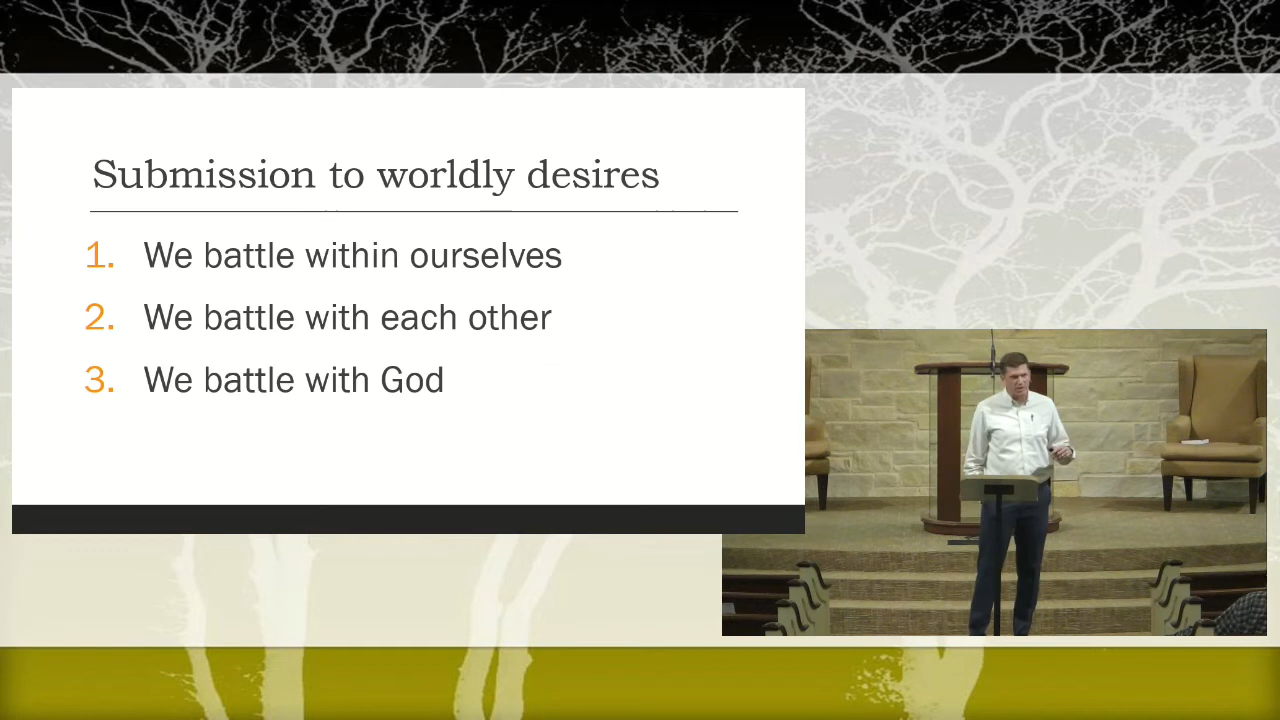 Submission to worldly desires
1. We battle within ourselves
2. We battle with each other
3. We battle with God